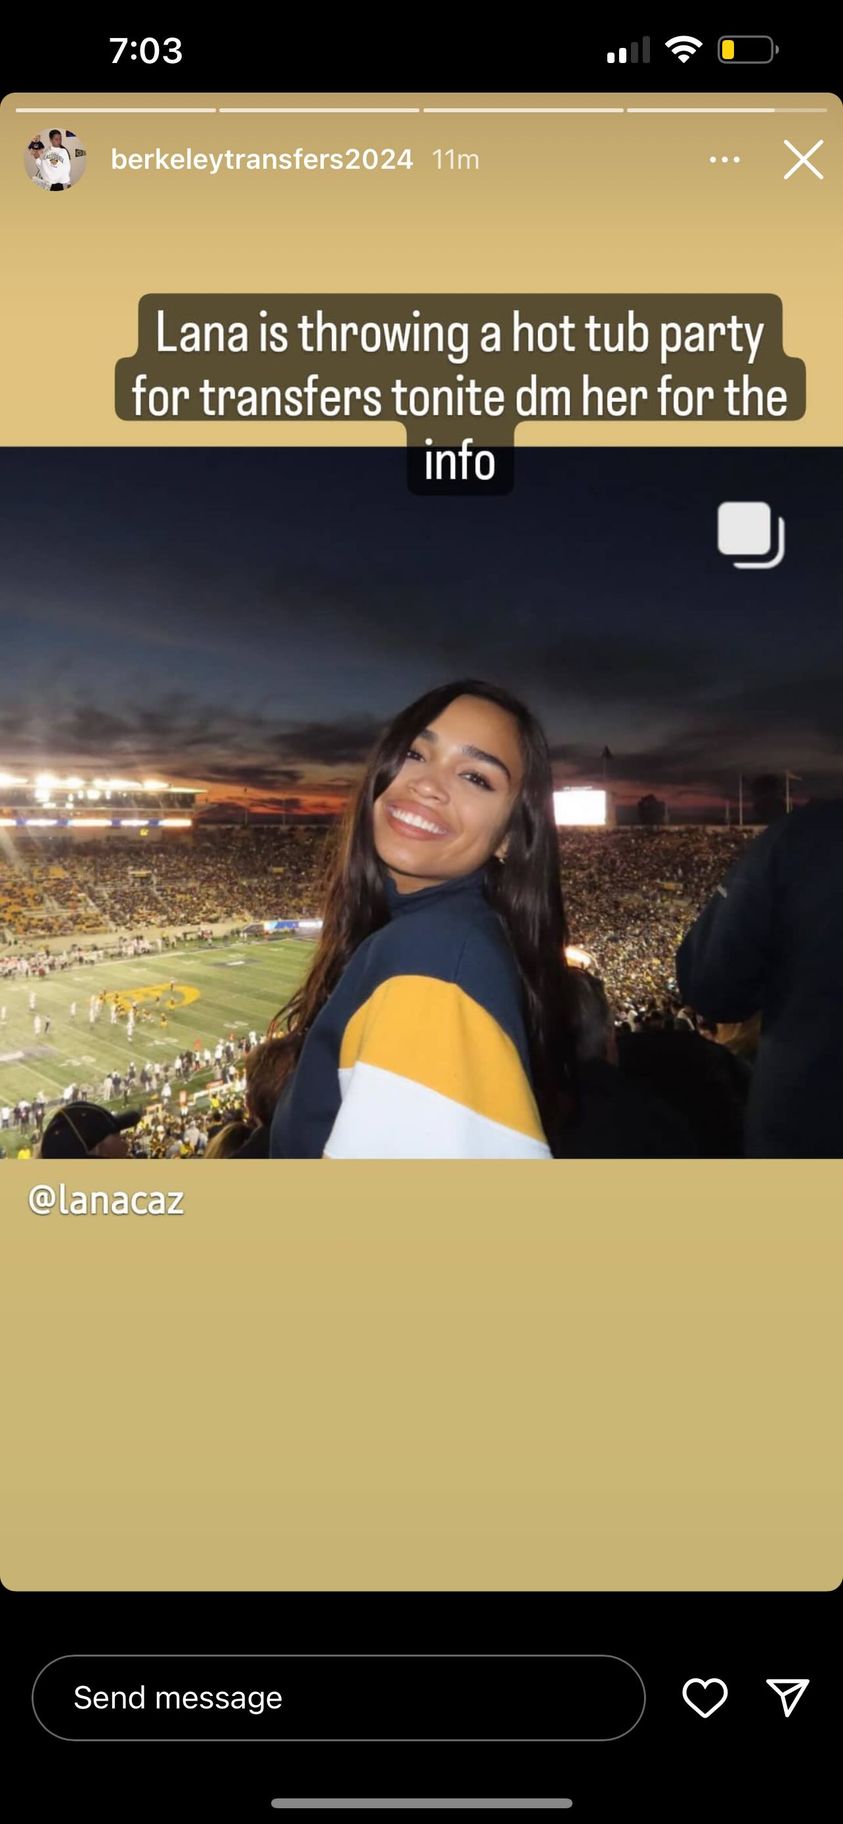 7:03
berkeleytransfers2024 11m
Lana is throwing a hot tub party
for transfers tonite dm her for the
info
@lanacaz
Send message